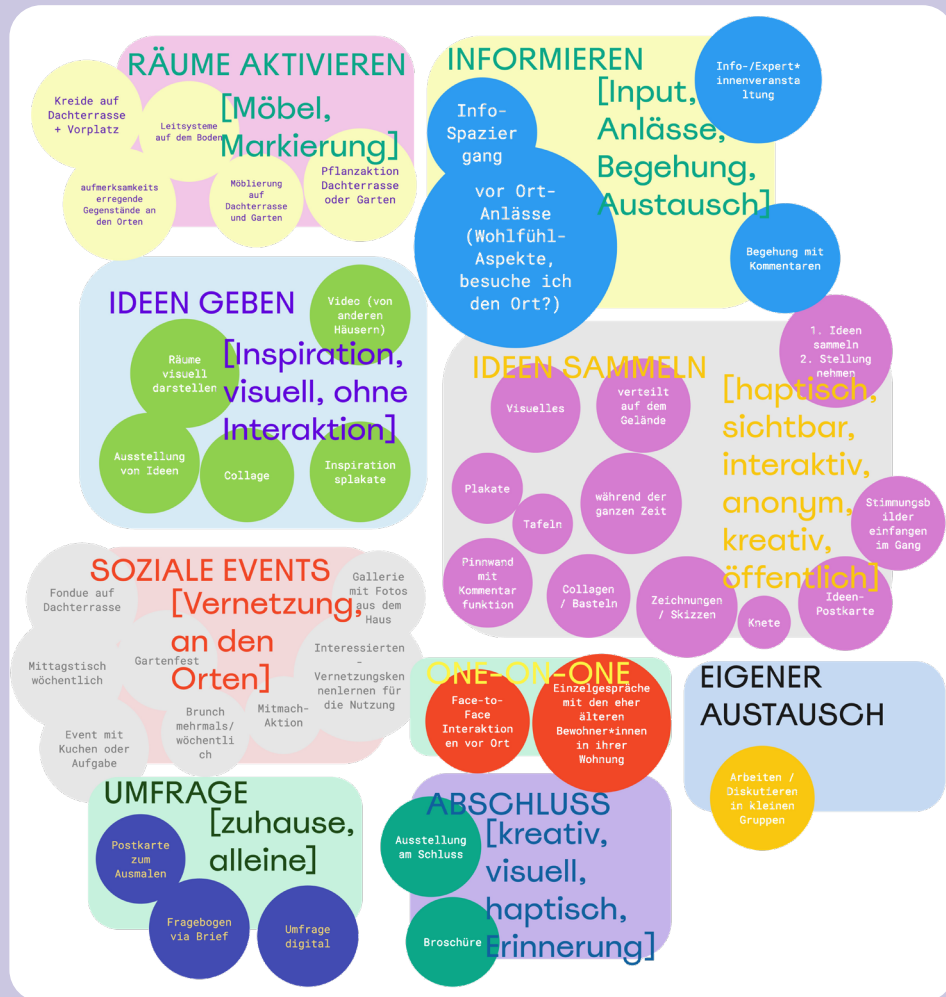 RÄUME AKTIVIEREN
[Möbel,
Markierung]
Kreide auf
Dachterrasse
+ Vorplatz
Leitsysteme
auf dem Boden
aufmerksamkeits
erregende
Gegenstände an
den Orten
Möblierung
auf
Dachterrasse
und Garten
Pflanzaktion
Dachterrasse
oder Garten
INFORMIEREN
[Input,
Anlässe,
Begehung,
Austausch]
Info-/Expert*
innenveransta
ltung
Info-
Spazier
gang
vor Ort-
Anlässe
(Wohlfühl-
Aspekte,
besuche ich
den Ort?)
Begehung mit
Kommentaren
IDEEN GEBEN
[Inspiration,
visuell, ohne
Interaktion]
Video (von
anderen
Häusern)
Räume
visuell
darstellen
Ausstellung
von Ideen
Collage
Inspiration
splakate
IDEEN SAMMELN
[haptisch,
sichtbar,
interaktiv,
anonym,
kreativ,
öffentlich]
1. Ideen
sammeln
2. Stellung
nehmen
Visuelles
verteilt
auf dem
Gelände
Plakate
Tafeln
während der
ganzen Zeit
Stimmungsb
ilder
einfangen
im Gang
Pinnwand
mit
Kommentar
funktion
Collagen
/ Basteln
Zeichnungen
/ Skizzen
Knete
Ideen-
Postkarte
SOZIALE EVENTS
[Vernetzung,
an den
Orten]
Fondue auf
Dachterrasse
Gallerie
mit Fotos
aus dem
Haus
Mittagstisch
wöchentlich
Gartenfest
Interessierten
-
Vernetzungsken
nenlernen für
die Nutzung
Brunch
mehrmals/
wöchentli
ch
Mitmach-
Aktion
Event mit
Kuchen oder
Aufgabe
ONE-ON-ONE
Face-to-
Face
Interaktion
en vor Ort
Einzelgespräche
mit den eher
älteren
Bewohner*innen
in ihrer
Wohnung
EIGENER
AUSTAUSCH
Arbeiten /
Diskutieren
in kleinen
Gruppen
UMFRAGE
[zuhause,
alleine]
Postkarte
zum
Ausmalen
Fragebogen
via Brief
Umfrage
digital
ABSCHLUSS
[kreativ,
visuell,
haptisch,
Erinnerung]
Ausstellung
am Schluss
Broschüre